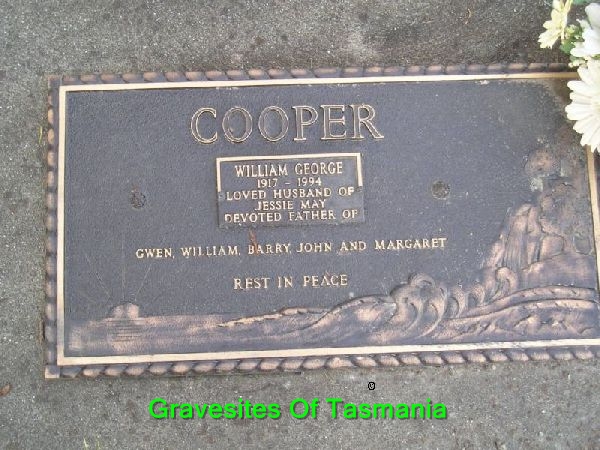 COOPER
WILLIAM GEORGE
1917 - 1994
LOVED HUSBAND OF
JESSIE MAY
DEVOTED FATHER OF
GWEN, WILLIAM, BARRY, JOHN AND MARGARET
REST IN PEACE
©
Gravesites Of Tasmania